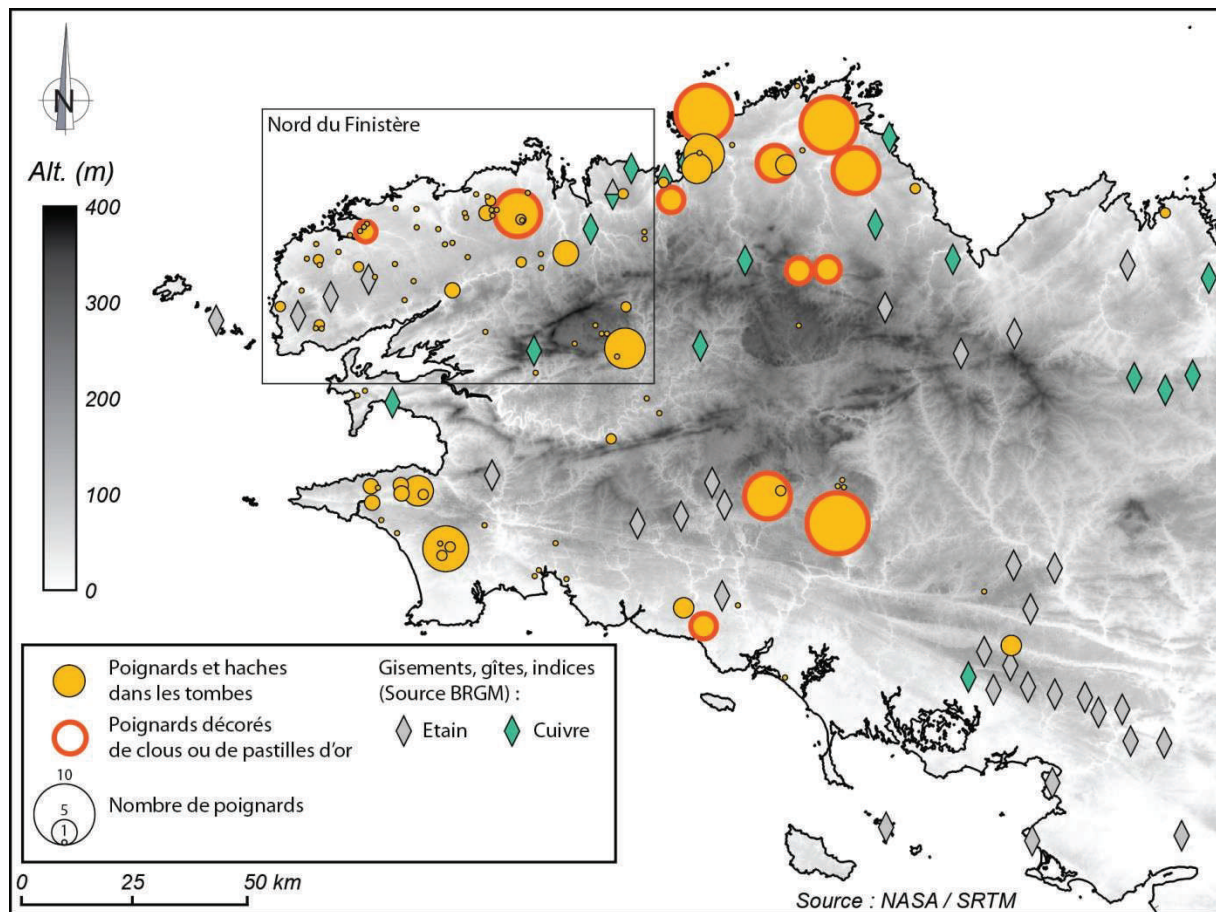 N
Alt. (m)
400
300
200
100
0
Nord du Finistère
Poignards et haches
dans les tombes
Poignards décorés
de clous ou de pastilles d'or
10
5
1
Nombre de poignards
Gisements, gîtes, indices
(Source BRGM) :
Etain
Cuivre
0 25 50 km
Source : NASA / SRTM